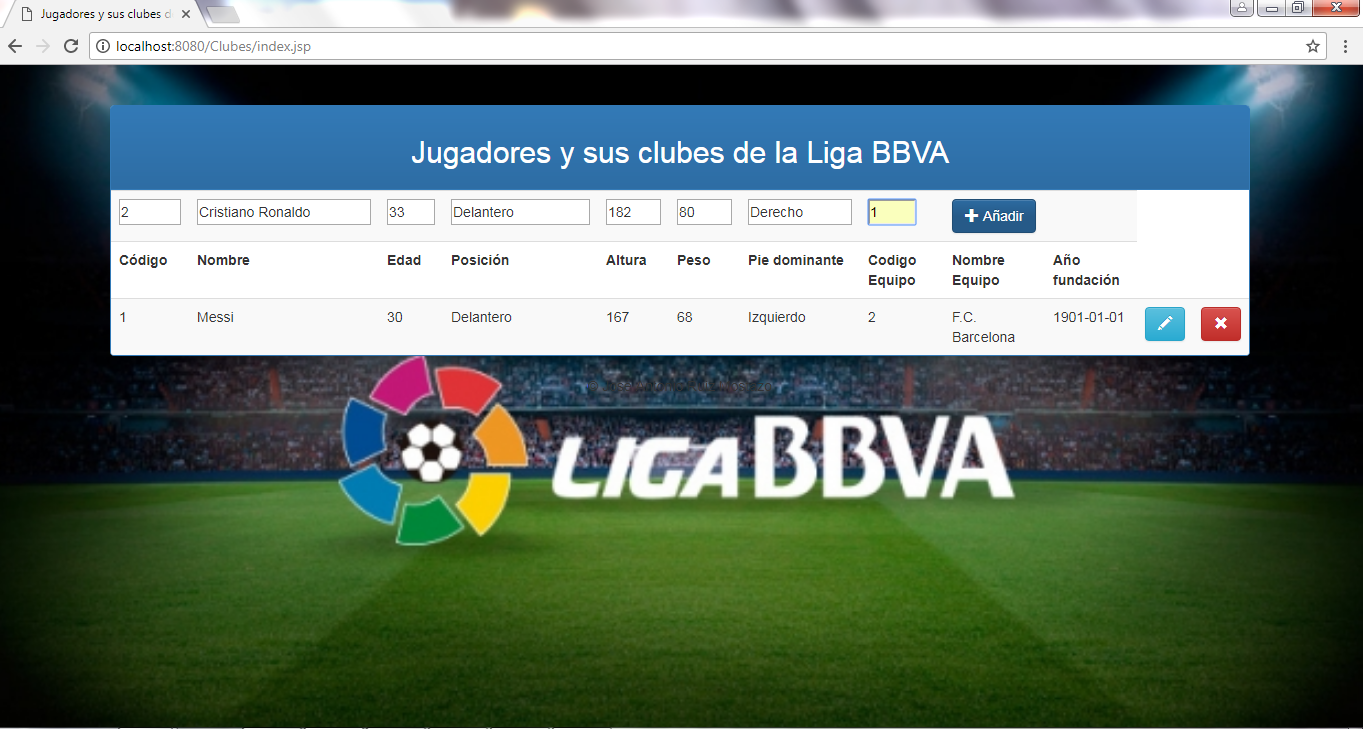 Jugadores y sus clubes d
localhost:8080/Clubes/index.jsp
Jugadores y sus clubes de la Liga BBVA
2 Cristiano Ronaldo 33 Delantero 182 80 Derecho 1 Añadir
Código Nombre Edad Posición Altura Peso Pie dominante Codigo Equipo Nombre Equipo Año fundación
1 Messi 30 Delantero 167 68 Izquierdo 2 F.C. Barcelona 1901-01-01
LIGA BBVA